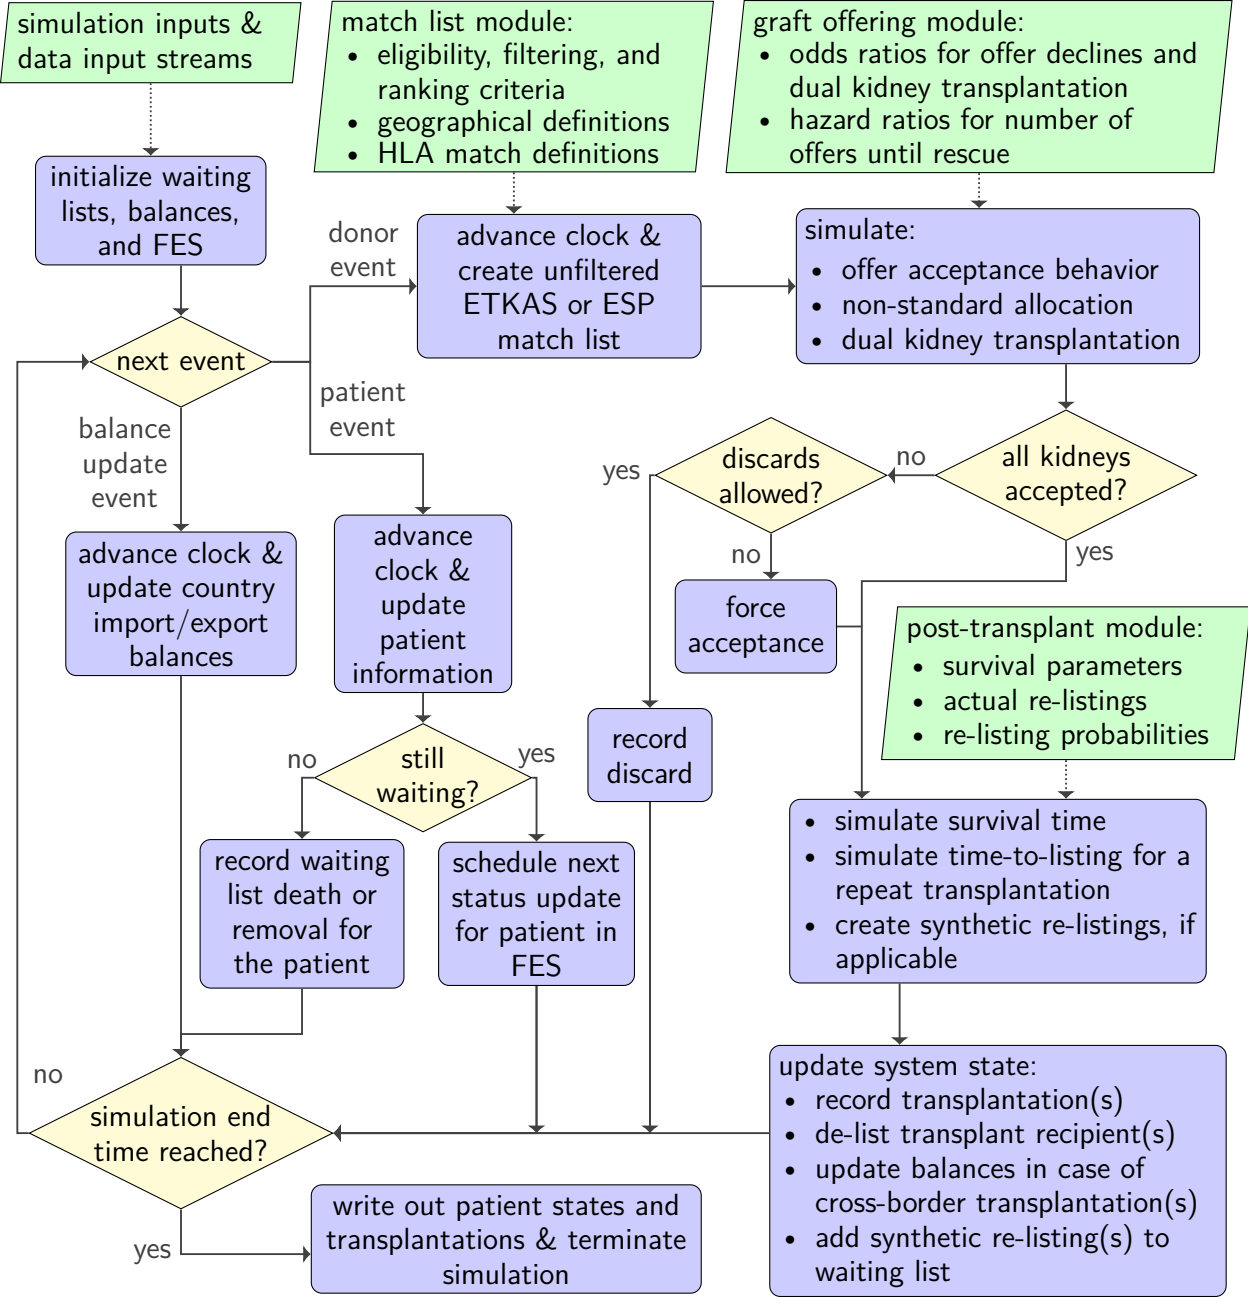 simulation inputs &
data input streams
match list module:
• eligibility, filtering, and
ranking criteria
• geographical definitions
• HLA match definitions
graft offering module:
• odds ratios for offer declines and
dual kidney transplantation
• hazard ratios for number of
offers until rescue
initialize waiting
lists, balances,
and FES
donor
event
advance clock &
create unfiltered
ETKAS or ESP
match list
simulate:
• offer acceptance behavior
• non-standard allocation
• dual kidney transplantation
next event
patient
event
balance
update
event
yes
discards
allowed?
no
all kidneys
accepted?
no
yes
advance clock &
update country
import/export
balances
advance
clock &
update
patient
information
force
acceptance
post-transplant module:
• survival parameters
• actual re-listings
• re-listing probabilities
no
still
waiting?
yes
record
discard
record waiting
list death or
removal for
the patient
schedule next
status update
for patient in
FES
• simulate survival time
• simulate time-to-listing for a
repeat transplantation
• create synthetic re-listings, if
applicable
no
simulation end
time reached?
update system state:
• record transplantation(s)
• de-list transplant recipient(s)
• update balances in case of
cross-border transplantation(s)
• add synthetic re-listing(s) to
waiting list
yes
write out patient states and
transplantations & terminate
simulation